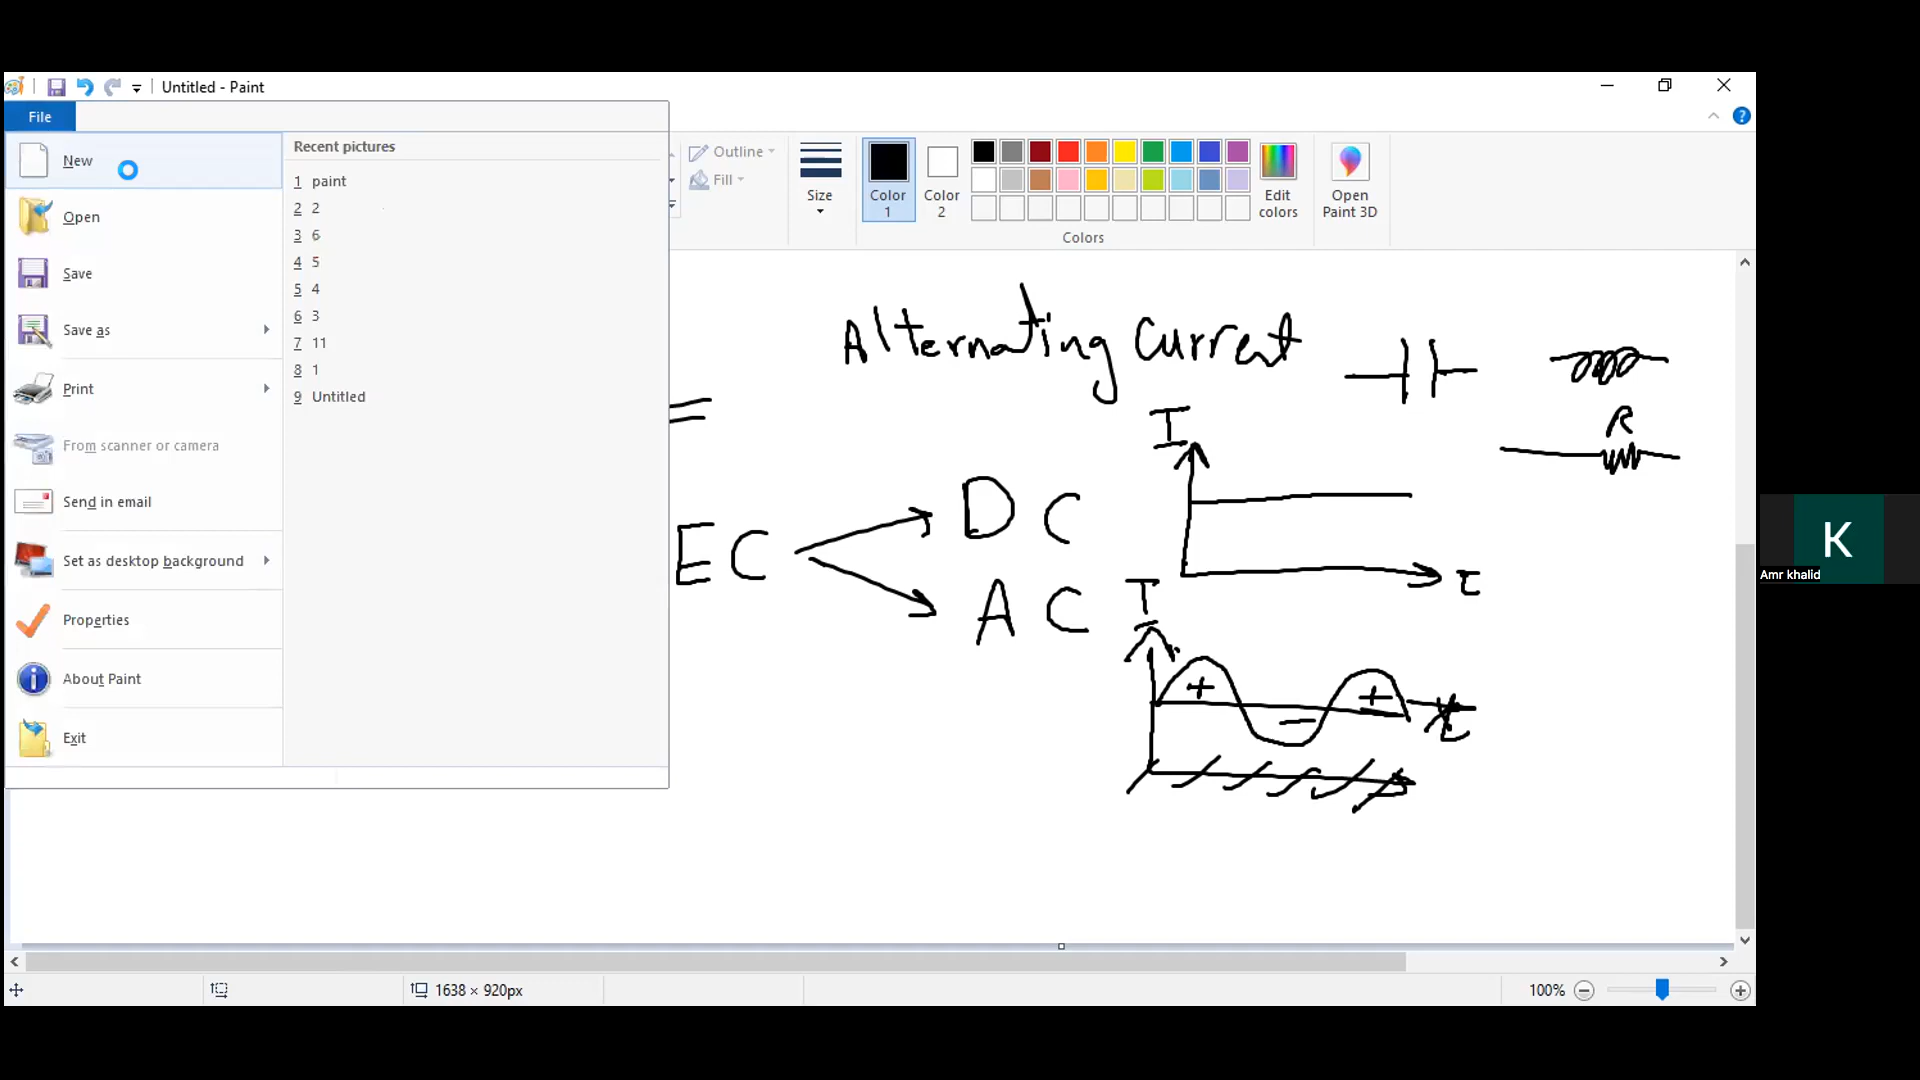 Untitled - Paint
File
New
Open
Save
Save as
Print
From scanner or camera
Send in email
Set as desktop background
Properties
About Paint
Exit
Recent pictures
1 paint
2 2
3 6
4 5
5 4
6 3
7 11
8 1
9 Untitled
Outline
Fill
Size
Color 1
Color 2
Edit colors
Open Paint 3D
Colors
Alternating Current
I
R
EC
DC
t
AC
I
+
+
−
t
K
Amr khalid
1638 × 920px
100%